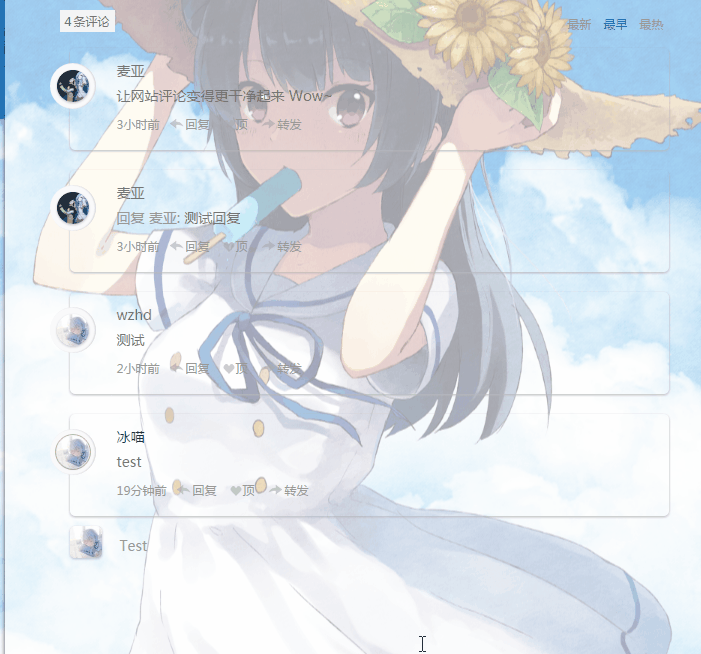 4 条评论
最新 最早 最热
麦亚
让网站评论变得更干净起来 Wow~
3小时前 回复 顶 转发
麦亚
回复 麦亚: 测试回复
3小时前 回复 顶 转发
wzhd
测试
2小时前 回复 顶 转发
冰喵
test
19分钟前 回复 顶 转发
Test